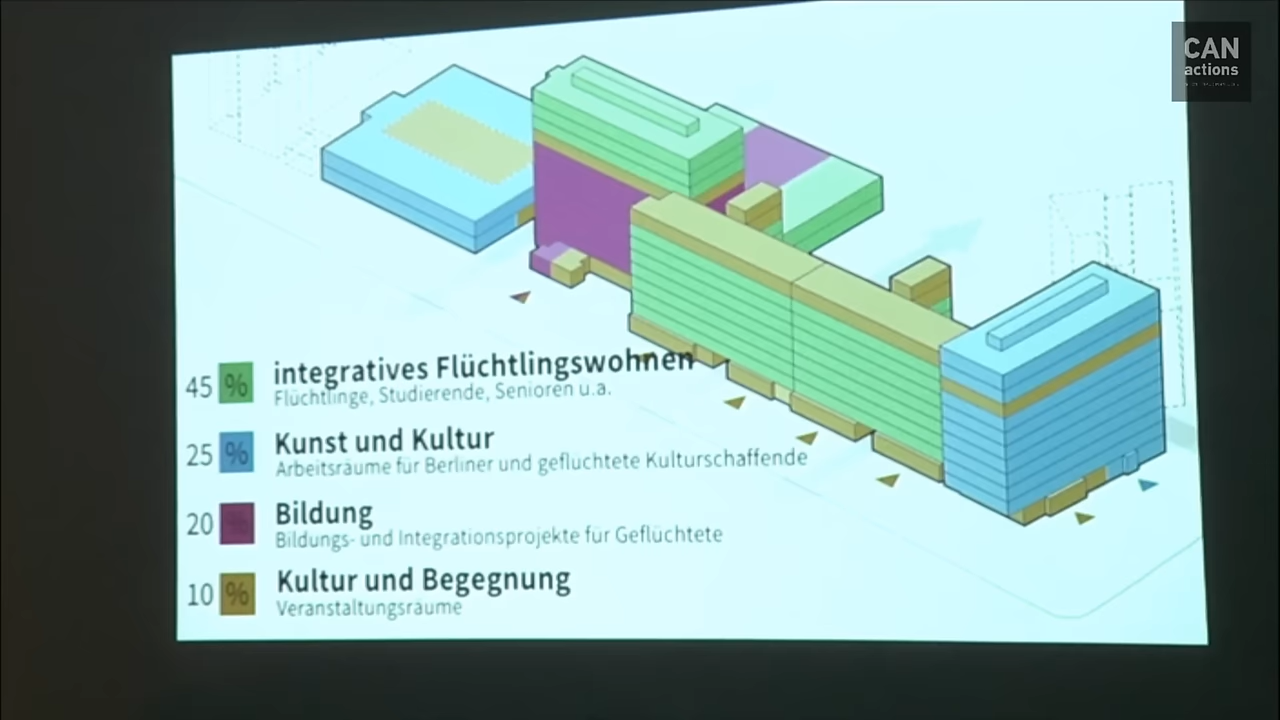 CAN
actions
45 %
integratives Flüchtlingswohnen
Flüchtlinge, Studierende, Senioren u.a.
25 %
Kunst und Kultur
Arbeitsräume für Berliner und geflüchtete Kulturschaffende
20 %
Bildung
Bildungs- und Integrationsprojekte für Geflüchtete
10 %
Kultur und Begegnung
Veranstaltungsräume